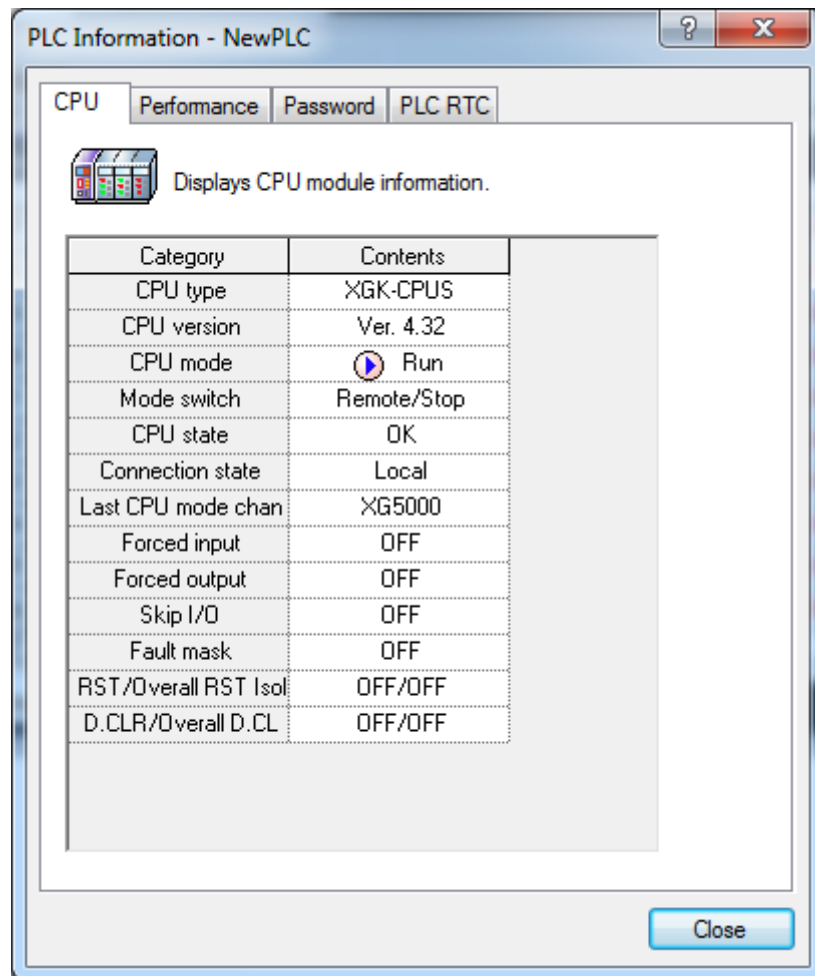 PLC Information - NewPLC
CPU Performance Password PLC RTC
Displays CPU module information.
Category Contents
CPU type XGK-CPUS
CPU version Ver. 4.32
CPU mode Run
Mode switch Remote/Stop
CPU state OK
Connection state Local
Last CPU mode chan XG5000
Forced input OFF
Forced output OFF
Skip I/O OFF
Fault mask OFF
RST/Overall RST Isol OFF/OFF
D.CLR/Overall D.CL OFF/OFF
Close